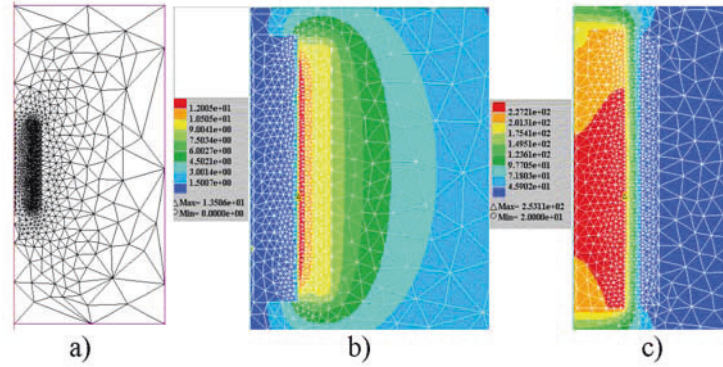 1.2005e+01
1.0505e+01
9.0041e+00
7.5034e+00
6.0027e+00
4.5021e+00
3.0014e+00
1.5007e+00
△ Max= 1.3506e+01
○ Min= 0.0000e+00
2.2721e+02
2.0131e+02
1.7541e+02
1.4951e+02
1.2361e+02
9.7705e+01
7.1803e+01
4.5902e+01
△ Max= 2.5311e+02
○ Min= 2.0000e+01
a)
b)
c)